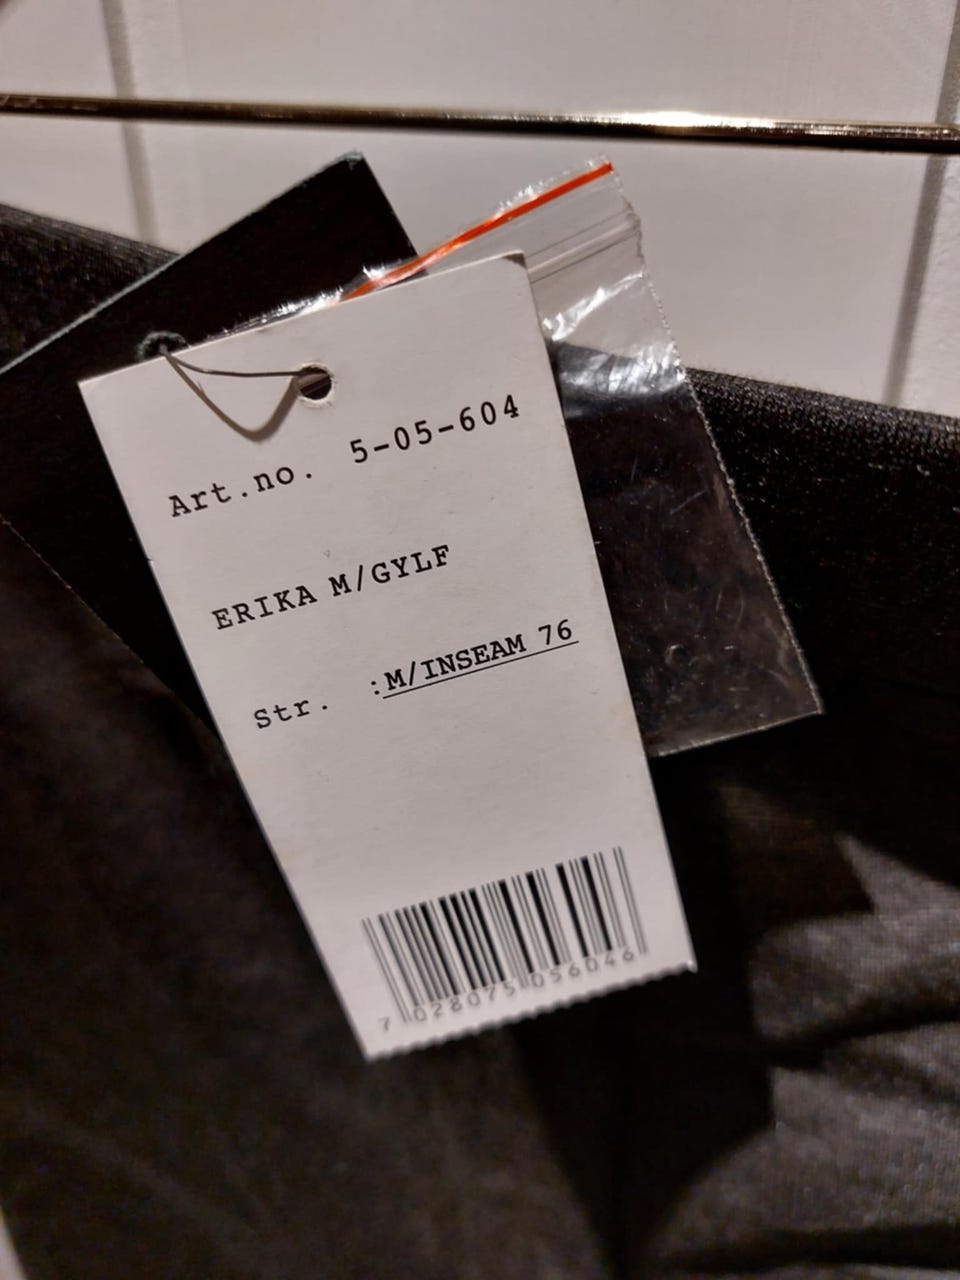 Art.no. 5-05-604
ERIKA M/GYLF
Str. :M/INSEAM 76
7 028075 056046